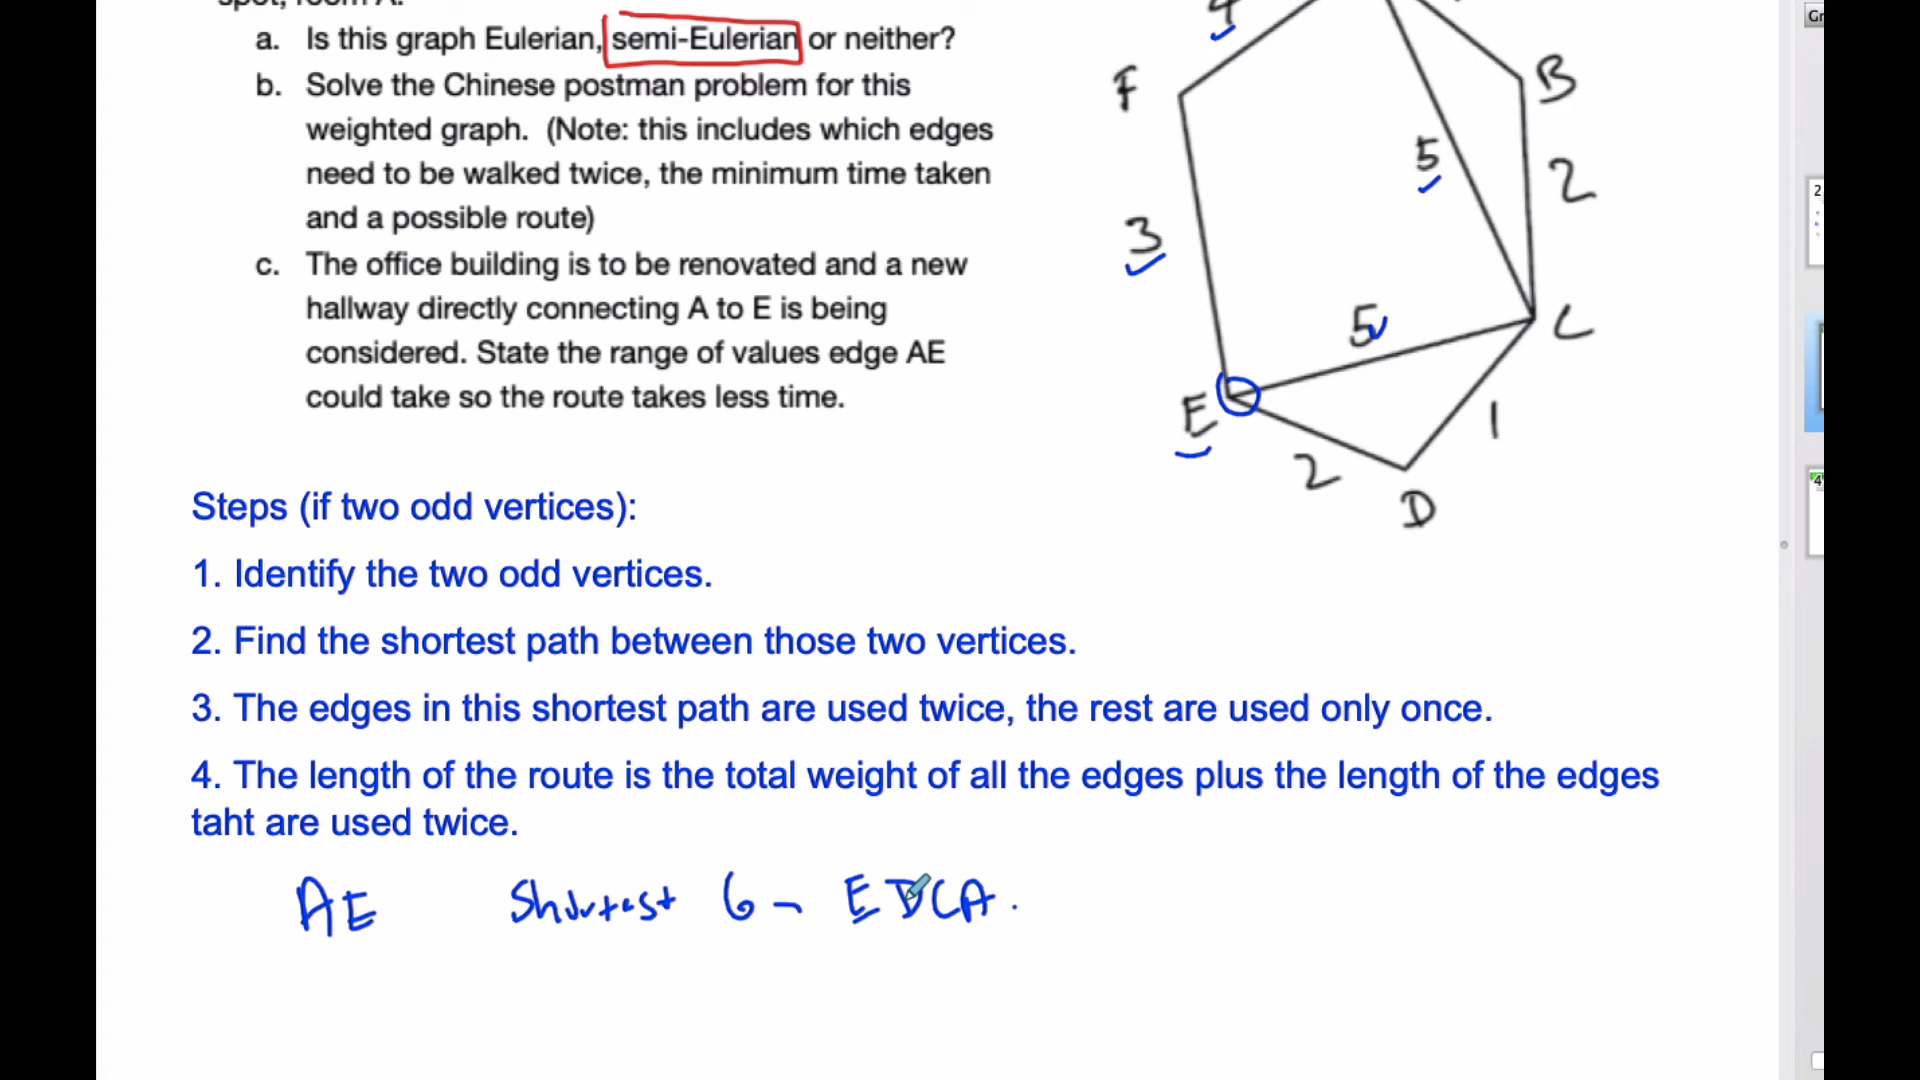 a. Is this graph Eulerian, semi-Eulerian or neither?
b. Solve the Chinese postman problem for this
weighted graph. (Note: this includes which edges
need to be walked twice, the minimum time taken
and a possible route)
c. The office building is to be renovated and a new
hallway directly connecting A to E is being
considered. State the range of values edge AE
could take so the route takes less time.
F
B
5
2
3
5
C
E
1
2
D
Steps (if two odd vertices):
1. Identify the two odd vertices.
2. Find the shortest path between those two vertices.
3. The edges in this shortest path are used twice, the rest are used only once.
4. The length of the route is the total weight of all the edges plus the length of the edges
taht are used twice.
AE Shortest 6 - EDCA.
Gr
2
4